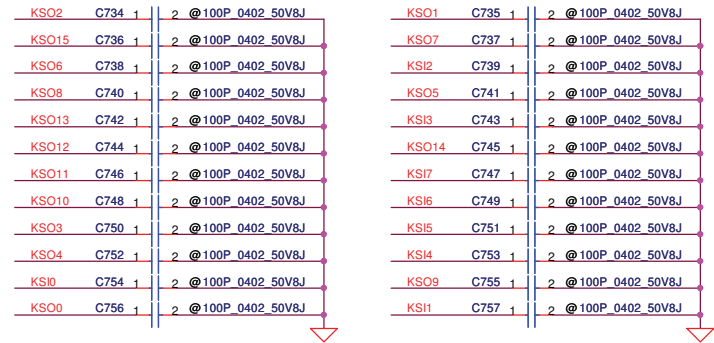 KSO2 C734 1 2 @100P_0402_50V8J KSO1 C735 1 2 @100P_0402_50V8J
KSO15 C736 1 2 @100P_0402_50V8J KSO7 C737 1 2 @100P_0402_50V8J
KSO6 C738 1 2 @100P_0402_50V8J KSI2 C739 1 2 @100P_0402_50V8J
KSO8 C740 1 2 @100P_0402_50V8J KSO5 C741 1 2 @100P_0402_50V8J
KSO13 C742 1 2 @100P_0402_50V8J KSI3 C743 1 2 @100P_0402_50V8J
KSO12 C744 1 2 @100P_0402_50V8J KSO14 C745 1 2 @100P_0402_50V8J
KSO11 C746 1 2 @100P_0402_50V8J KSI7 C747 1 2 @100P_0402_50V8J
KSO10 C748 1 2 @100P_0402_50V8J KSI6 C749 1 2 @100P_0402_50V8J
KSO3 C750 1 2 @100P_0402_50V8J KSI5 C751 1 2 @100P_0402_50V8J
KSO4 C752 1 2 @100P_0402_50V8J KSI4 C753 1 2 @100P_0402_50V8J
KSI0 C754 1 2 @100P_0402_50V8J KSO9 C755 1 2 @100P_0402_50V8J
KSO0 C756 1 2 @100P_0402_50V8J KSI1 C757 1 2 @100P_0402_50V8J